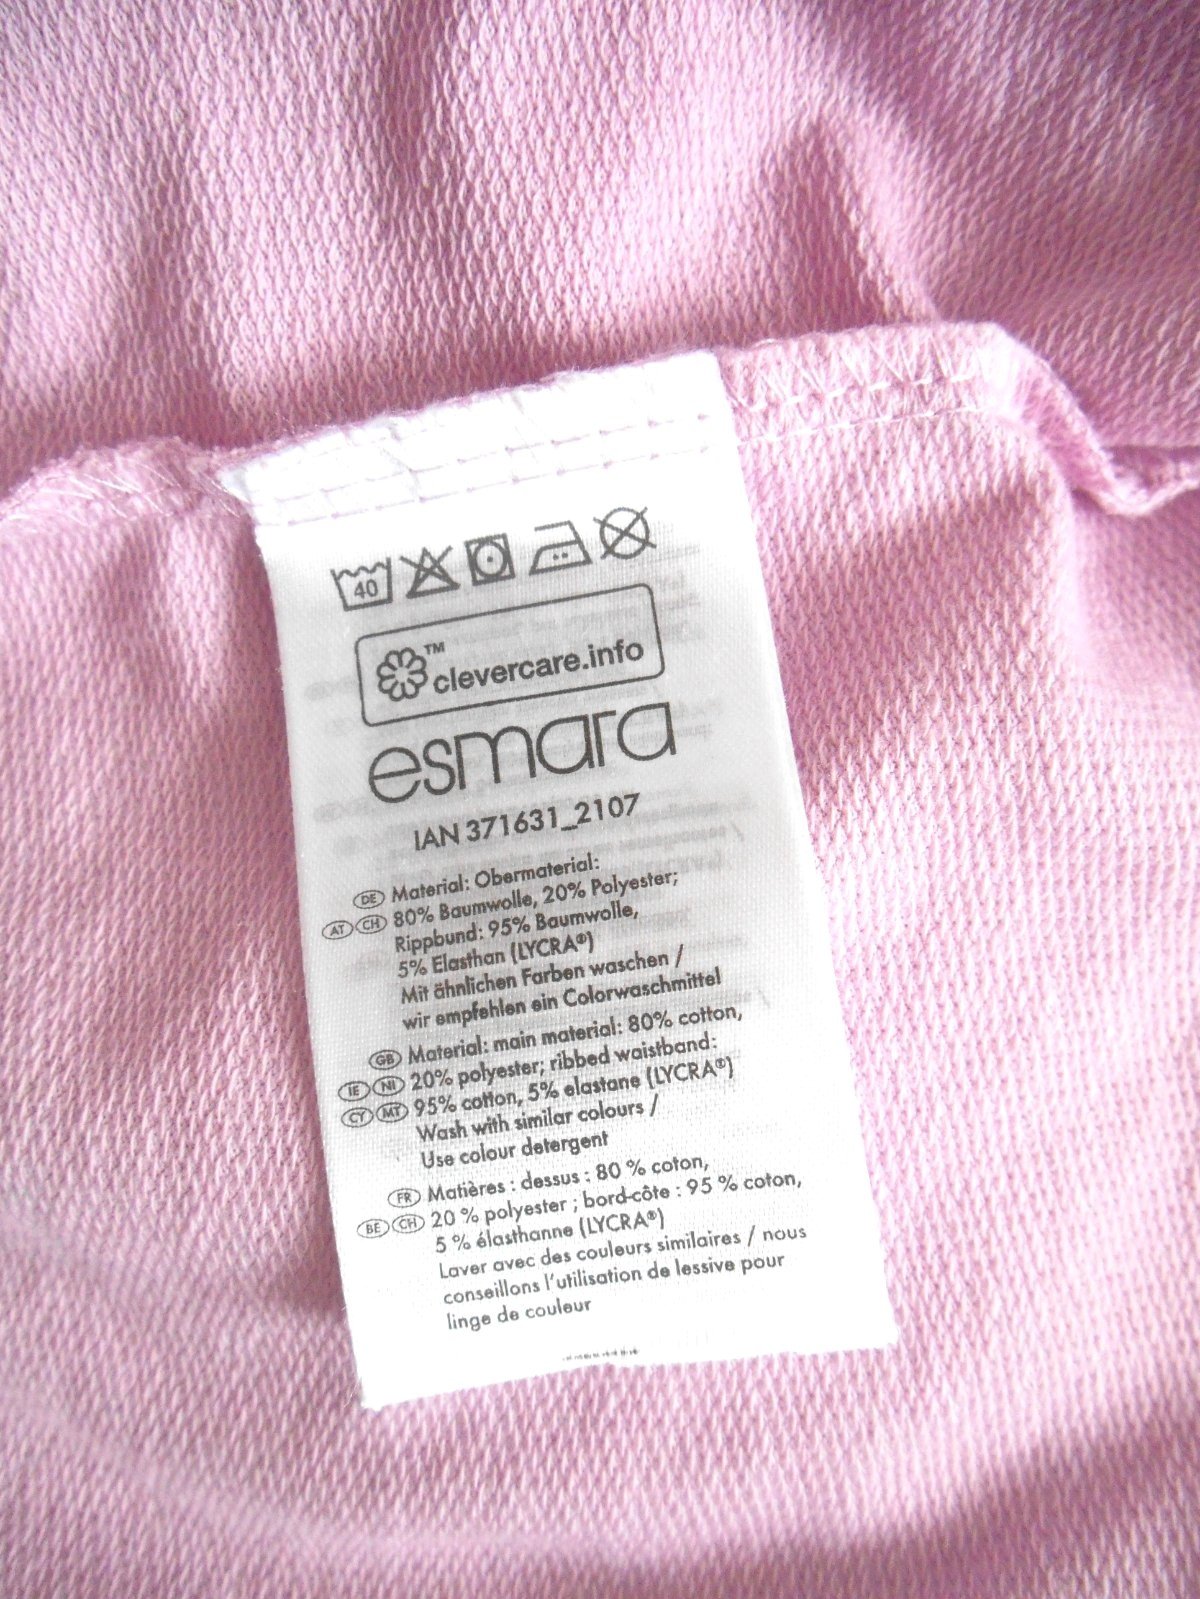 40
™
clevercare.info
esmara
IAN 371631_2107
DE Material: Obermaterial:
AT CH 80% Baumwolle, 20% Polyester;
Rippbund: 95% Baumwolle,
5% Elasthan (LYCRA®)
Mit ähnlichen Farben waschen /
wir empfehlen ein Colorwaschmittel
GB Material: main material: 80% cotton,
IE NI 20% polyester; ribbed waistband:
CY MT 95% cotton, 5% elastane (LYCRA®)
Wash with similar colours /
Use colour detergent
FR Matières : dessus : 80 % coton,
BE CH 20 % polyester ; bord-côte : 95 % coton,
5 % élasthanne (LYCRA®)
Laver avec des couleurs similaires / nous
conseillons l'utilisation de lessive pour
linge de couleur